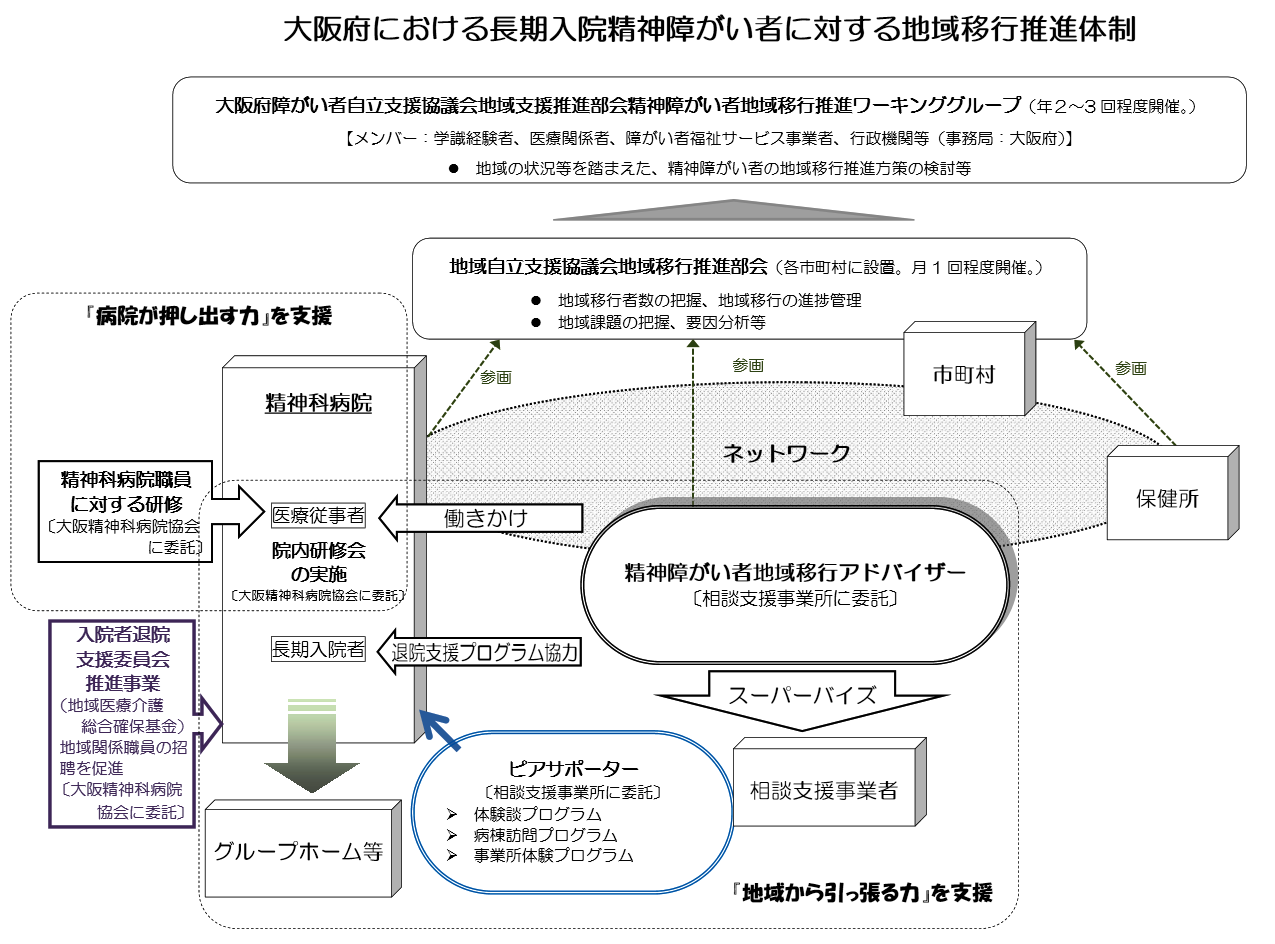 大阪府における長期入院精神障がい者に対する地域移行推進体制
大阪府障がい者自立支援協議会地域支援推進部会精神障がい者地域移行推進ワーキンググループ（年２～３回程度開催。）
【メンバー：学識経験者、医療関係者、障がい者福祉サービス事業者、行政機関等（事務局：大阪府）】
● 地域の状況等を踏まえた、精神障がい者の地域移行推進方策の検討等
地域自立支援協議会地域移行推進部会（各市町村に設置。月１回程度開催。）
● 地域移行者数の把握、地域移行の進捗管理
● 地域課題の把握、要因分析等
『病院が押し出す力』を支援
参画
参画
参画
市町村
精神科病院
ネットワーク
保健所
精神科病院職員
に対する研修
〔大阪精神科病院協会
に委託〕
医療従事者
働きかけ
院内研修会
の実施
〔大阪精神科病院協会に委託〕
精神障がい者地域移行アドバイザー
〔相談支援事業所に委託〕
長期入院者
退院支援プログラム協力
入院者退院
支援委員会
推進事業
（地域医療介護
総合確保基金）
地域関係職員の招
聘を促進
〔大阪精神科病院
協会に委託〕
スーパーバイズ
ピアサポーター
〔相談支援事業所に委託〕
➢ 体験談プログラム
➢ 病棟訪問プログラム
➢ 事業所体験プログラム
相談支援事業者
グループホーム等
『地域から引っ張る力』を支援